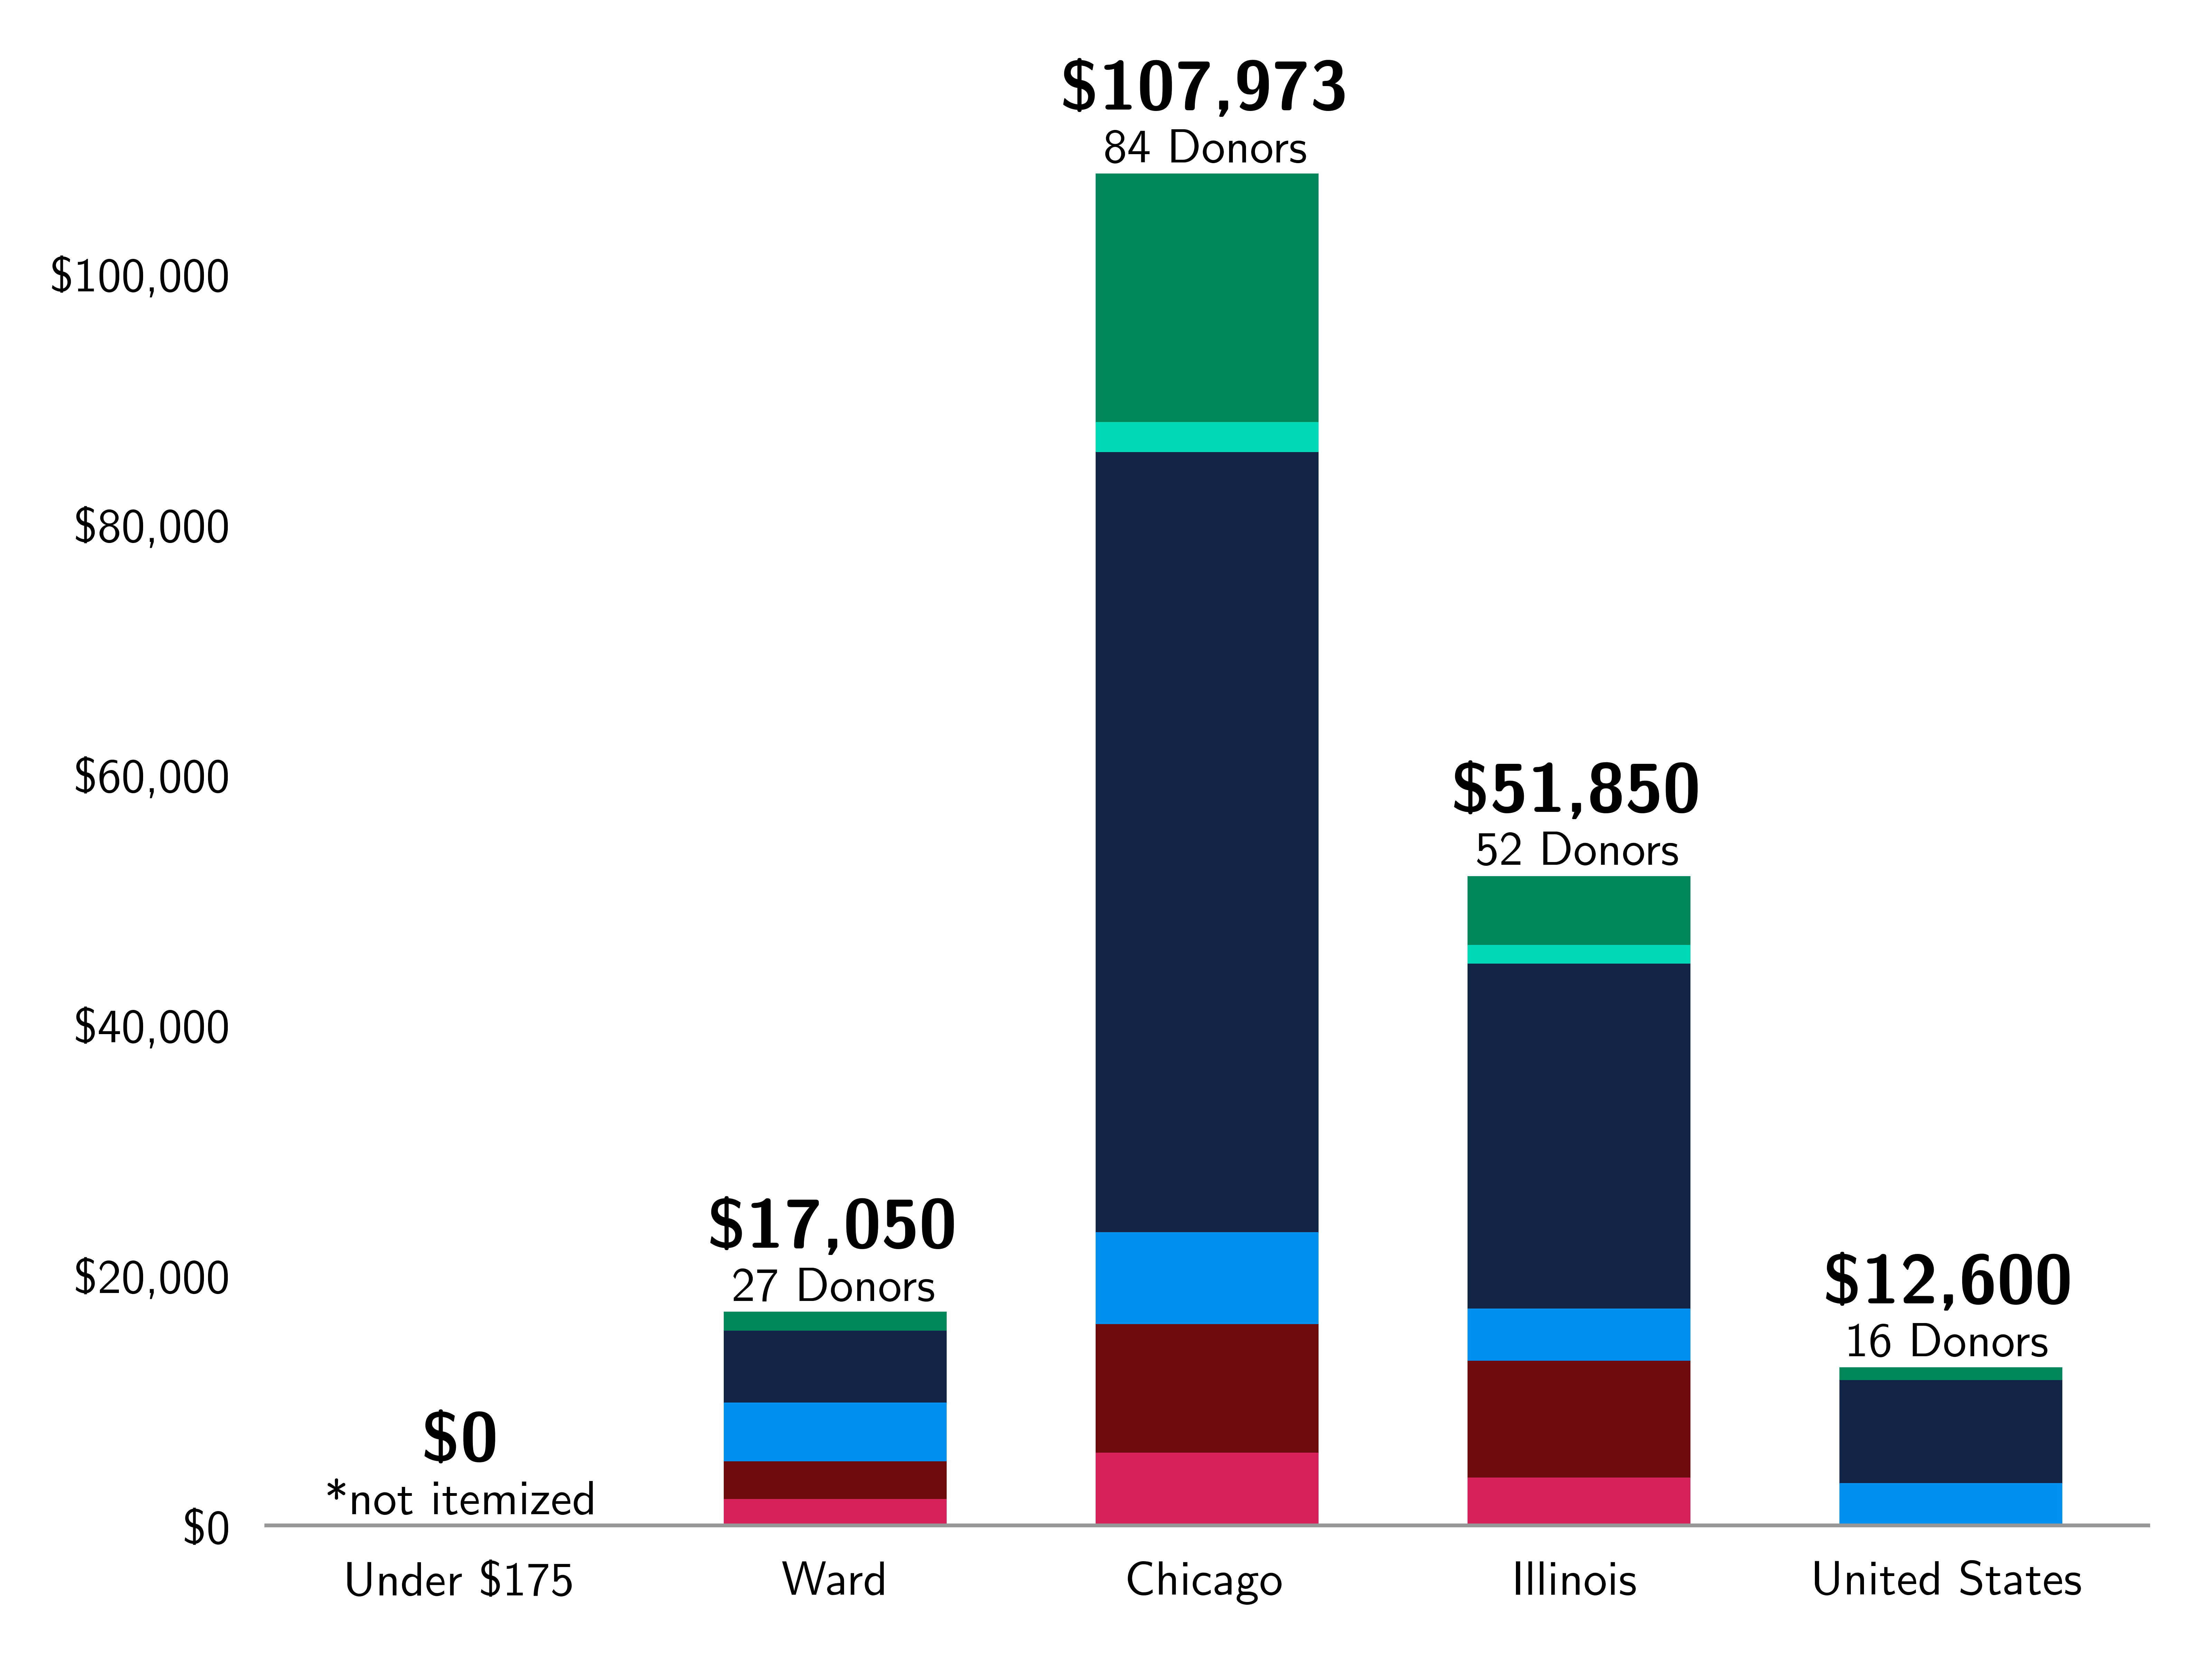 $107,973
84 Donors
$100,000
$80,000
$60,000
$51,850
52 Donors
$40,000
$20,000
$17,050
27 Donors
$12,600
16 Donors
$0
*not itemized
$0
Under $175
Ward
Chicago
Illinois
United States